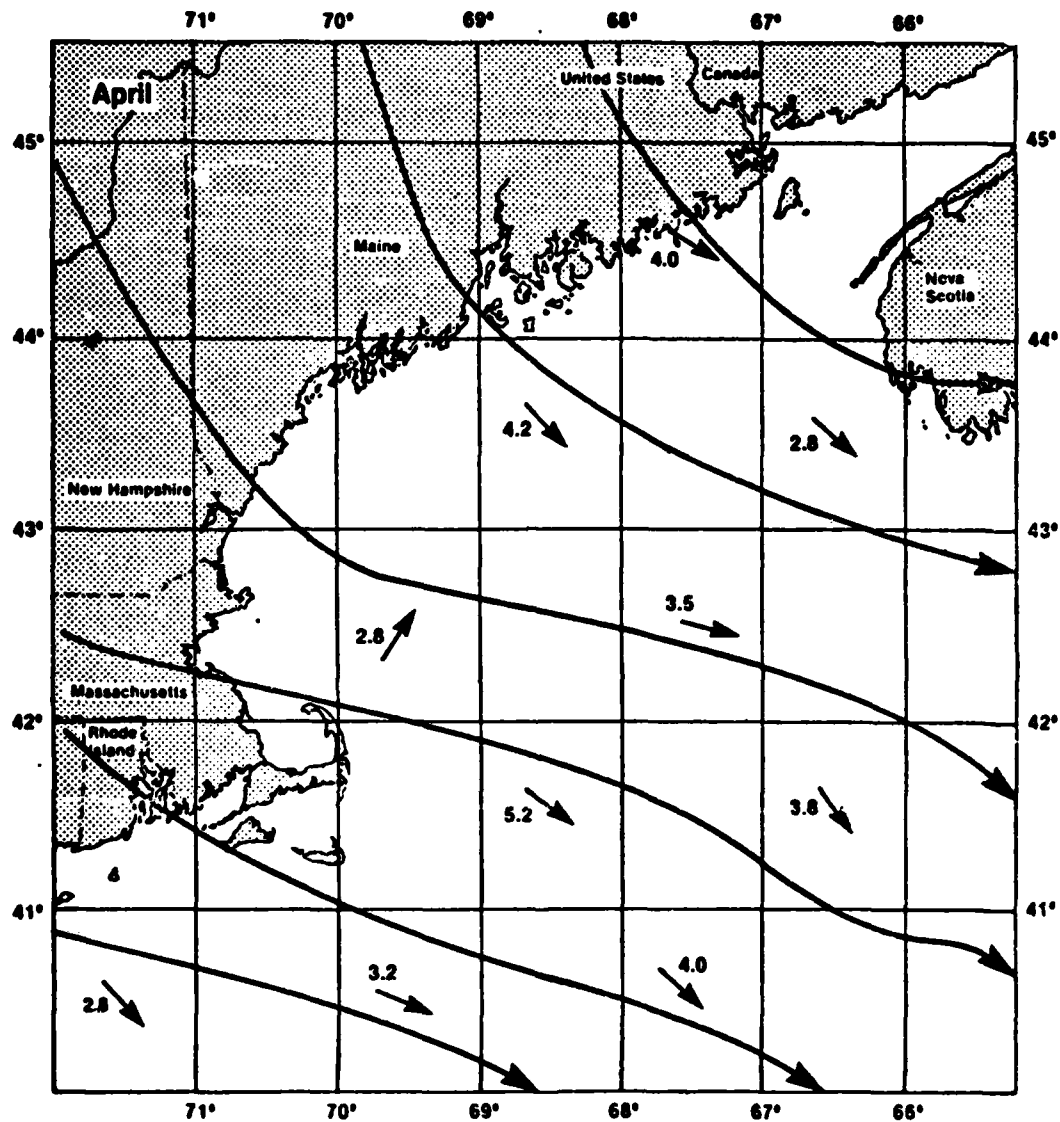 71° 70° 69° 68° 67° 66°
April
United States
Canada
45° 45°
Maine
4.0
Nova
Scotia
44° 44°
4.2
2.8
New Hampshire
43° 43°
3.5
2.8
Massachusetts
42° 42°
Rhode
Island
5.2
3.8
41° 41°
3.2
4.0
2.8
71° 70° 69° 68° 67° 66°